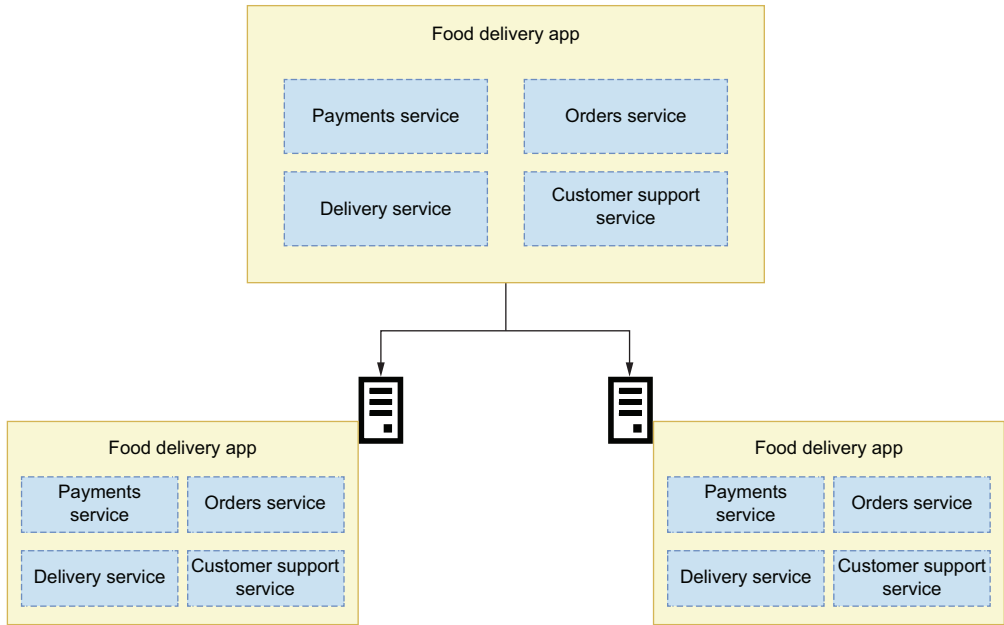 Food delivery app
Payments service
Orders service
Delivery service
Customer support
service
Food delivery app
Payments
service
Orders service
Delivery service
Customer support
service
Food delivery app
Payments
service
Orders service
Delivery service
Customer support
service